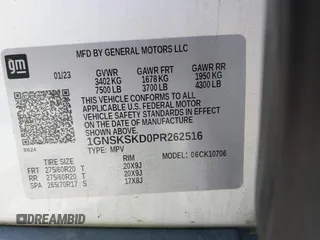 gm
MFD BY GENERAL MOTORS LLC
01/23 GVWR GAWR FRT GAWR RR
3402 KG 1678 KG 1950 KG
7500 LB 3700 LB 4300 LB
THIS VEHICLE CONFORMS TO ALL APPLICABLE
U.S. FEDERAL MOTOR VEHICLE SAFETY
STANDARDS IN EFFECT ON THE DATE OF
MANUFACTURE SHOWN ABOVE.
1GNSKSKD0PR262516
TYPE: MPV
9624
TIRE SIZE RIM MODEL: 06CK10706
FRT 275/60R20 T 20X9J
RR 275/60R20 T 20X9J
SPA 265/70R17 S 17X8J
DREAMBID